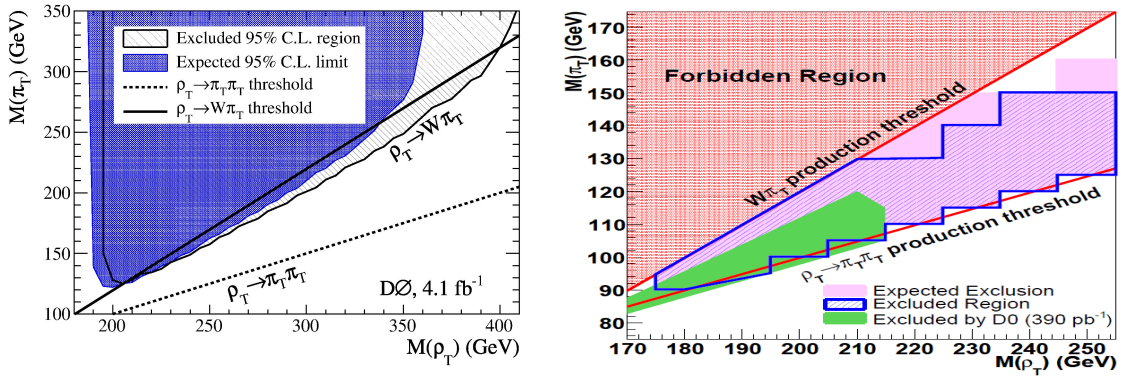 M(π_T) (GeV)
350
300
250
200
150
100
Excluded 95% C.L. region
Expected 95% C.L. limit
ρ_T→π_Tπ_T threshold
ρ_T→Wπ_T threshold
ρ_T→Wπ_T
ρ_T→π_Tπ_T
DØ, 4.1 fb⁻¹
200 250 300 350 400
M(ρ_T) (GeV)
M(π_T) (GeV)
170
160
150
140
130
120
110
100
90
80
Forbidden Region
Wπ_T production threshold
ρ_T→π_Tπ_T production threshold
Expected Exclusion
Excluded Region
Excluded by D0 (390 pb⁻¹)
170 180 190 200 210 220 230 240 250
M(ρ_T) (GeV)